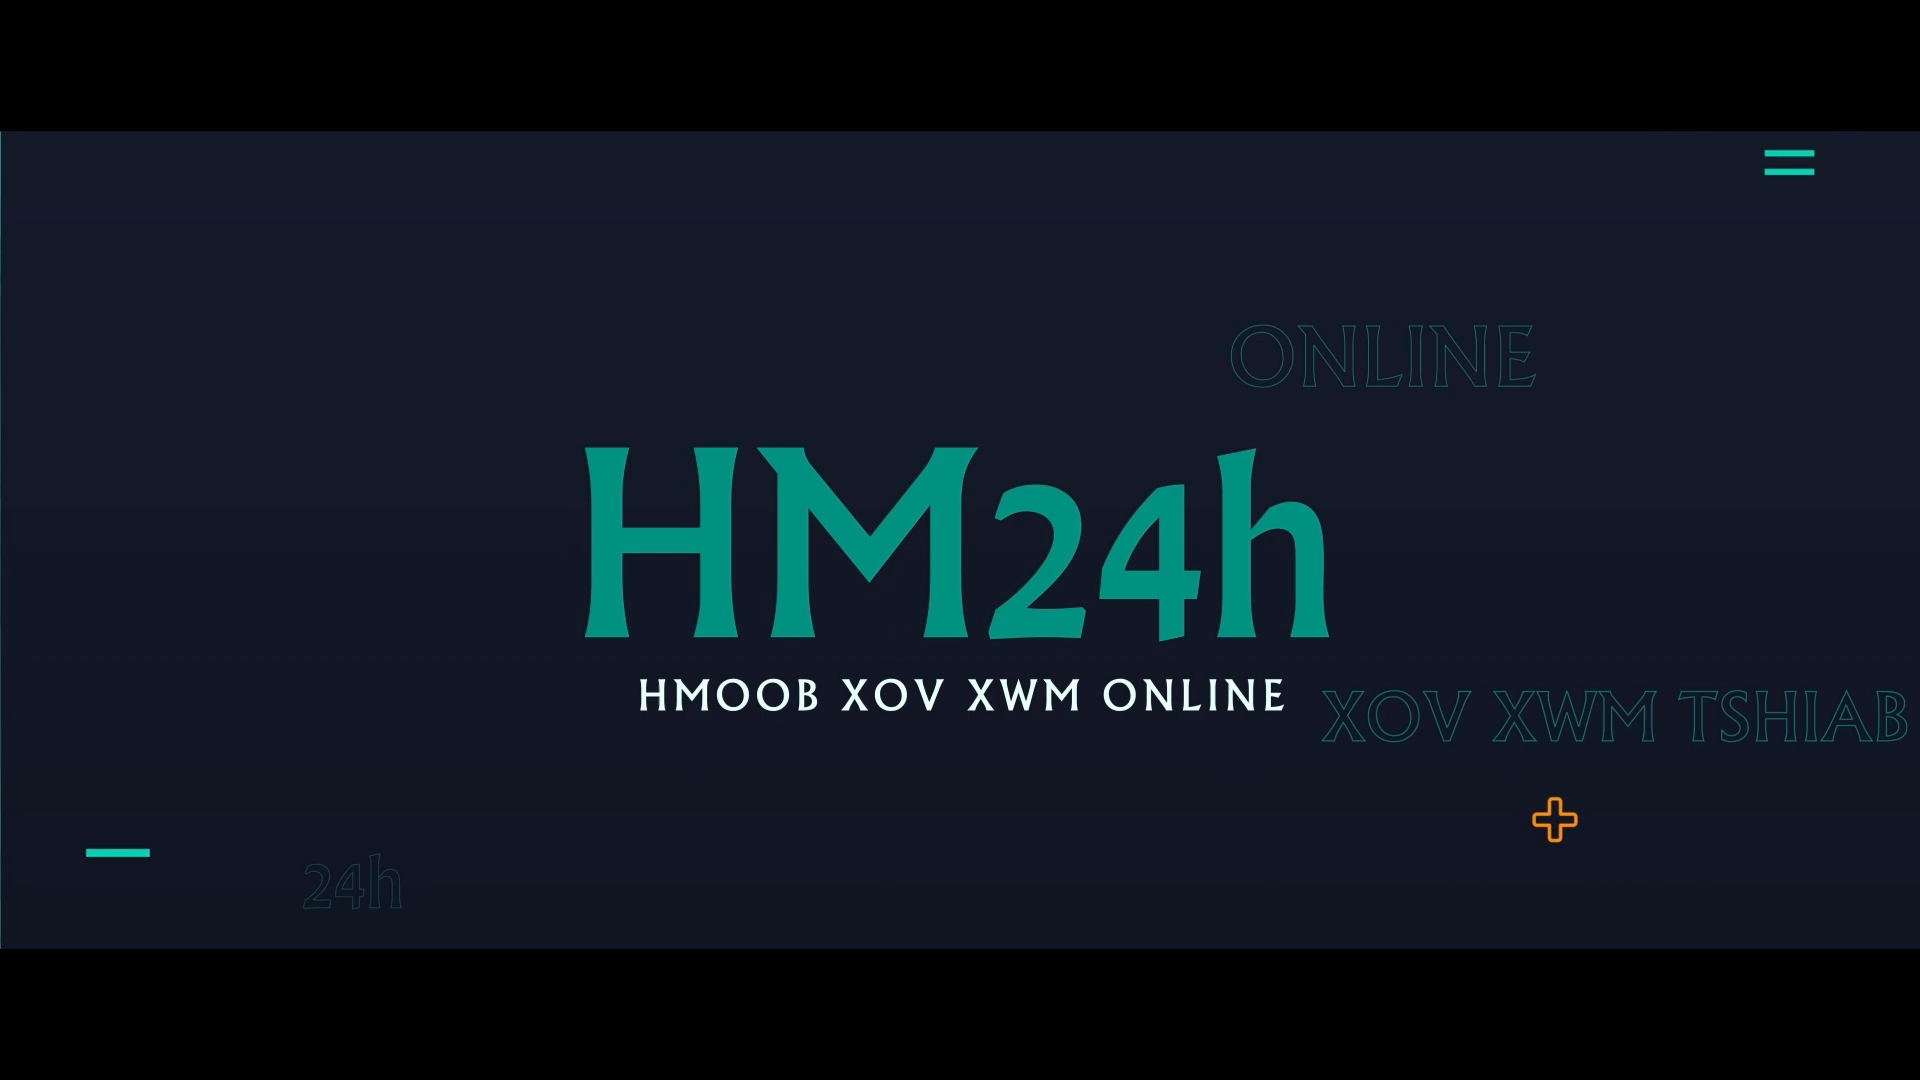 ONLINE
HM24h
HMOOB XOV XWM ONLINE
XOV XWM TSHIAB
24h